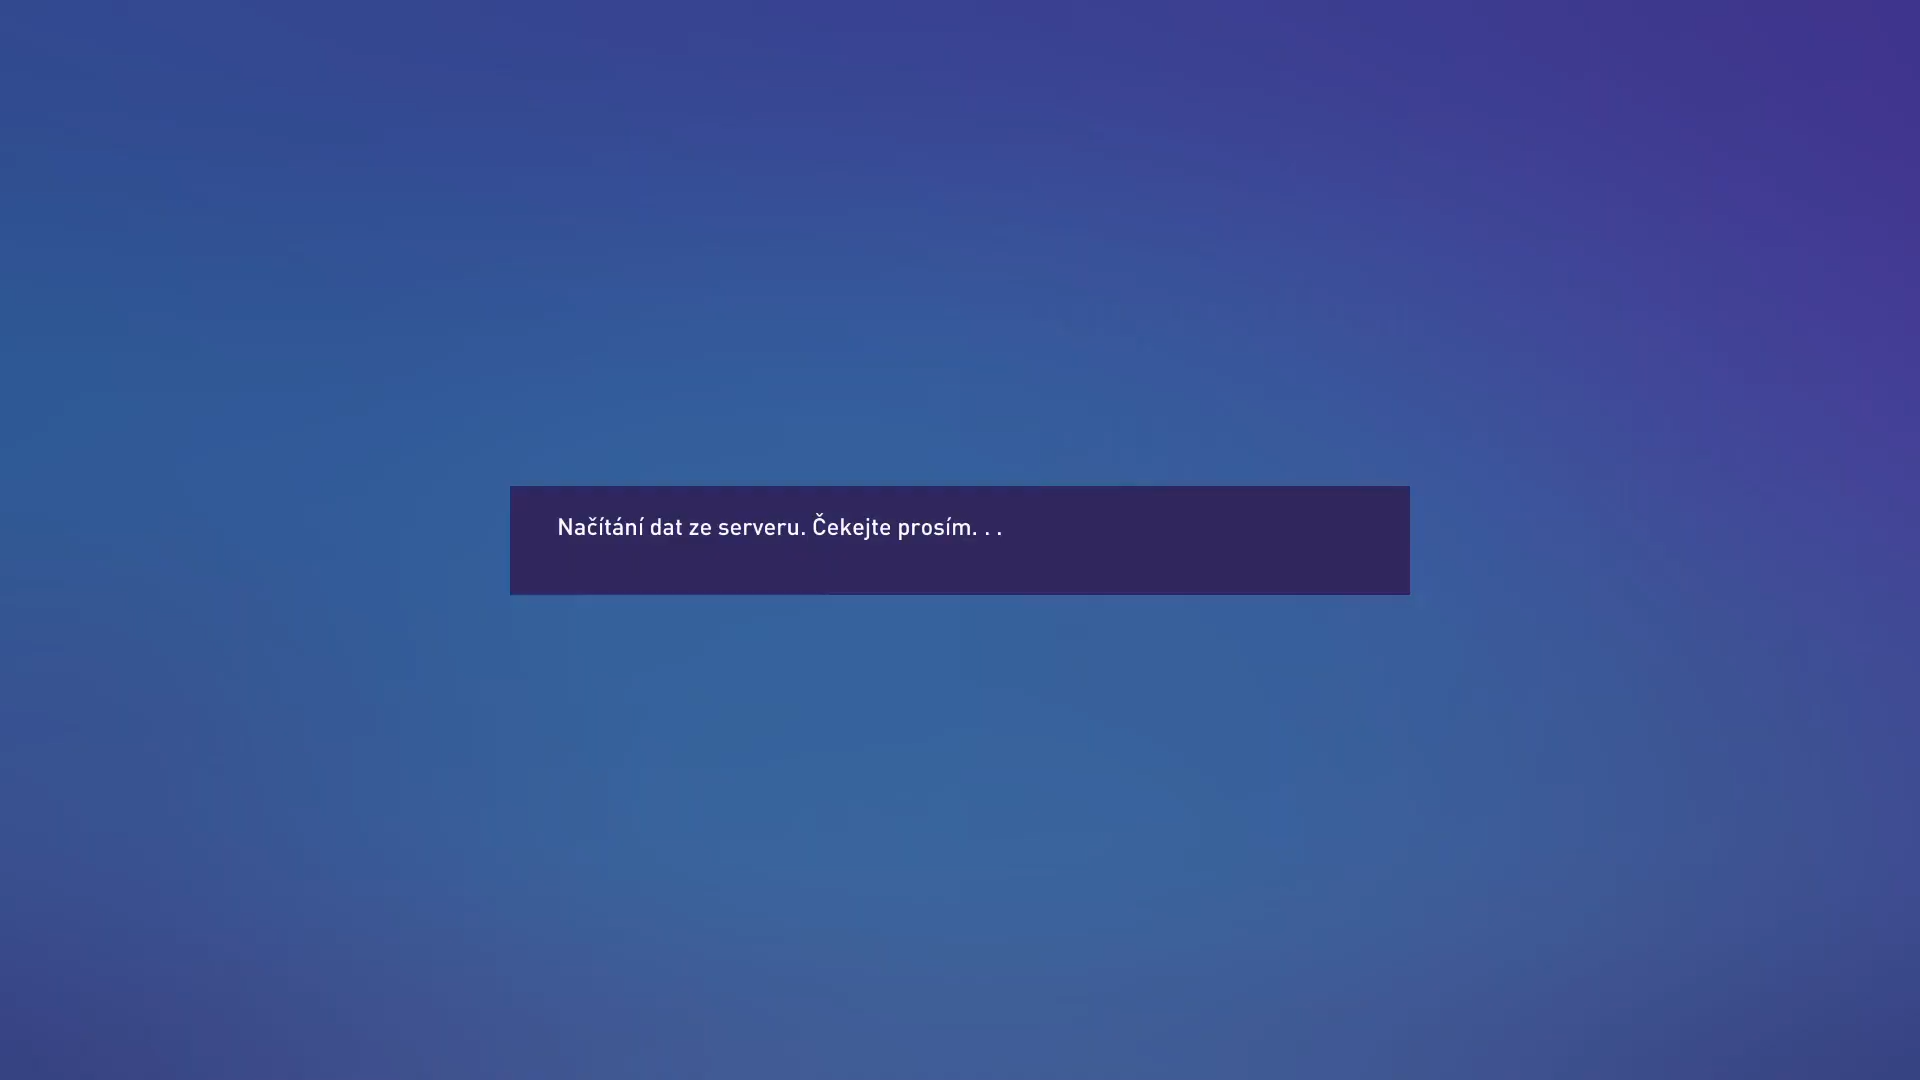 Načítání dat ze serveru. Čekejte prosím. . .